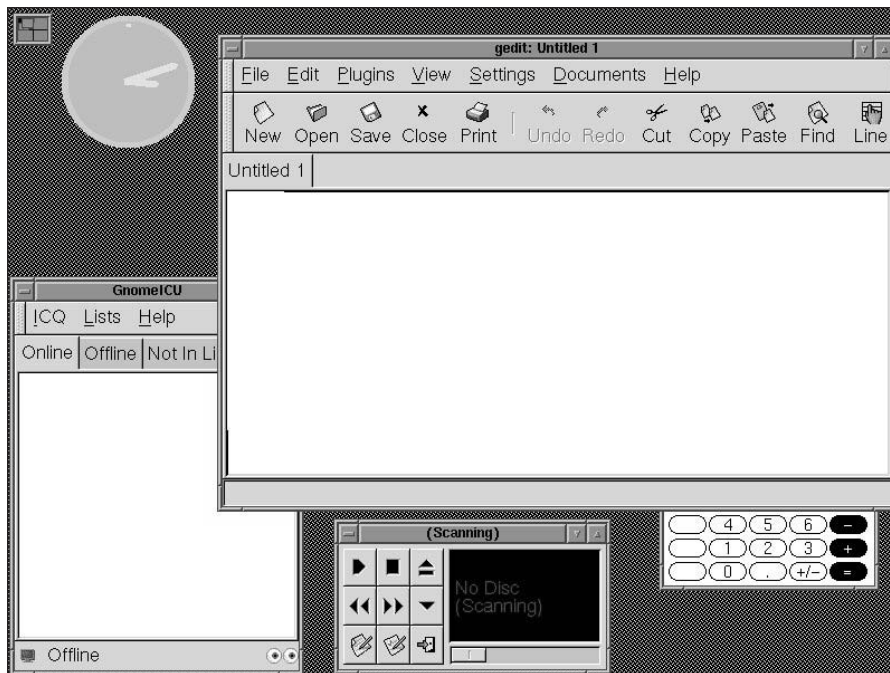 gedit: Untitled 1
File Edit Plugins View Settings Documents Help
New Open Save Close Print Undo Redo Cut Copy Paste Find Line
Untitled 1
GnomeICU
ICQ Lists Help
Online Offline Not In Li
Offline
(Scanning)
No Disc
(Scanning)
4 5 6 −
1 2 3 +
0 . +/− =